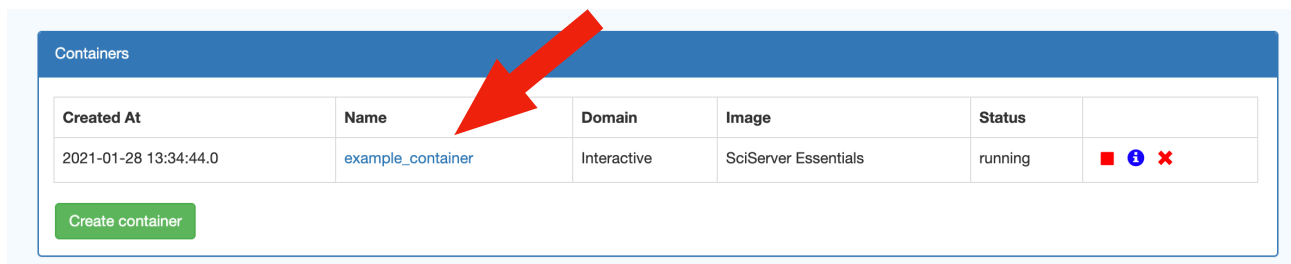 Containers
Created At Name Domain Image Status
2021-01-28 13:34:44.0 example_container Interactive SciServer Essentials running
Create container